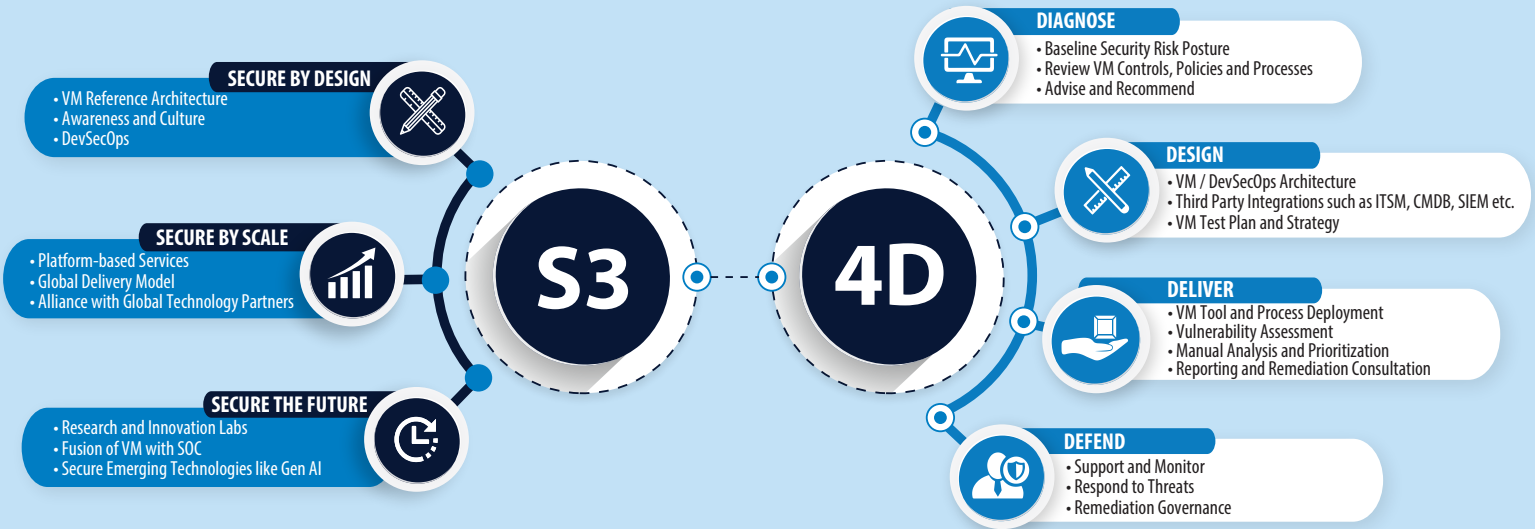 SECURE BY DESIGN
• VM Reference Architecture
• Awareness and Culture
• DevSecOps
SECURE BY SCALE
• Platform-based Services
• Global Delivery Model
• Alliance with Global Technology Partners
SECURE THE FUTURE
• Research and Innovation Labs
• Fusion of VM with SOC
• Secure Emerging Technologies like Gen AI
S3
4D
DIAGNOSE
• Baseline Security Risk Posture
• Review VM Controls, Policies and Processes
• Advise and Recommend
DESIGN
• VM / DevSecOps Architecture
• Third Party Integrations such as ITSM, CMDB, SIEM etc.
• VM Test Plan and Strategy
DELIVER
• VM Tool and Process Deployment
• Vulnerability Assessment
• Manual Analysis and Prioritization
• Reporting and Remediation Consultation
DEFEND
• Support and Monitor
• Respond to Threats
• Remediation Governance